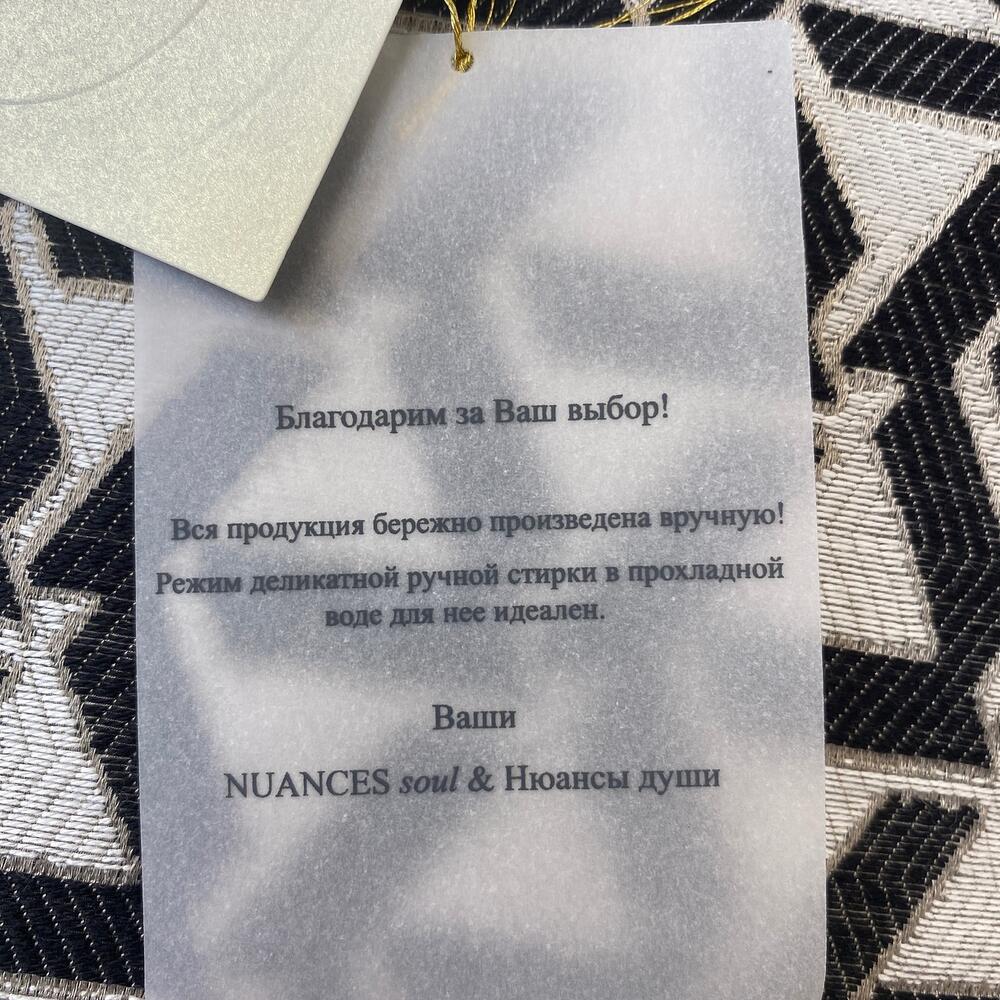 Благодарим за Ваш выбор!
Вся продукция бережно произведена вручную!
Режим деликатной ручной стирки в прохладной
воде для нее идеален.
Ваши
NUANCES soul & Нюансы души